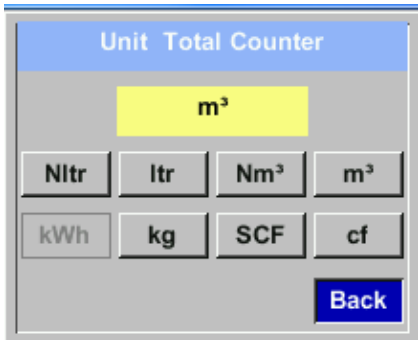 Unit Total Counter
m³
Nltr ltr Nm³ m³
kWh kg SCF cf
Back